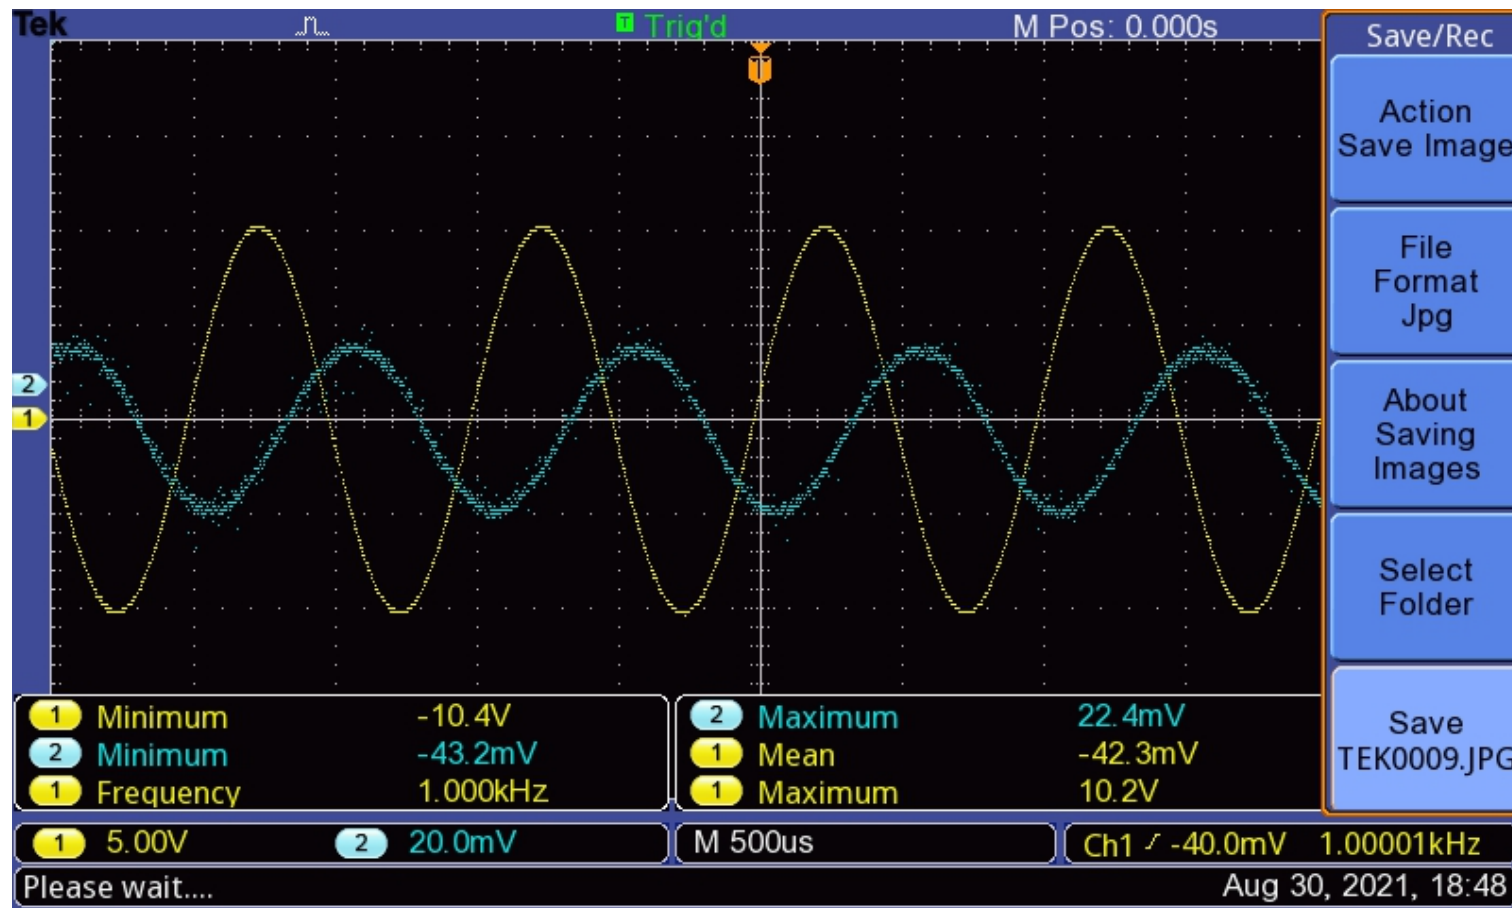 Tek T Trig'd M Pos: 0.000s
Save/Rec
T
Action
Save Image
File
Format
Jpg
2
1
About
Saving
Images
Select
Folder
1 Minimum -10.4V
2 Minimum -43.2mV
1 Frequency 1.000kHz
2 Maximum 22.4mV
1 Mean -42.3mV
1 Maximum 10.2V
Save
TEK0009.JPG
1 5.00V 2 20.0mV M 500us Ch1 -40.0mV 1.00001kHz
Please wait.... Aug 30, 2021, 18:48